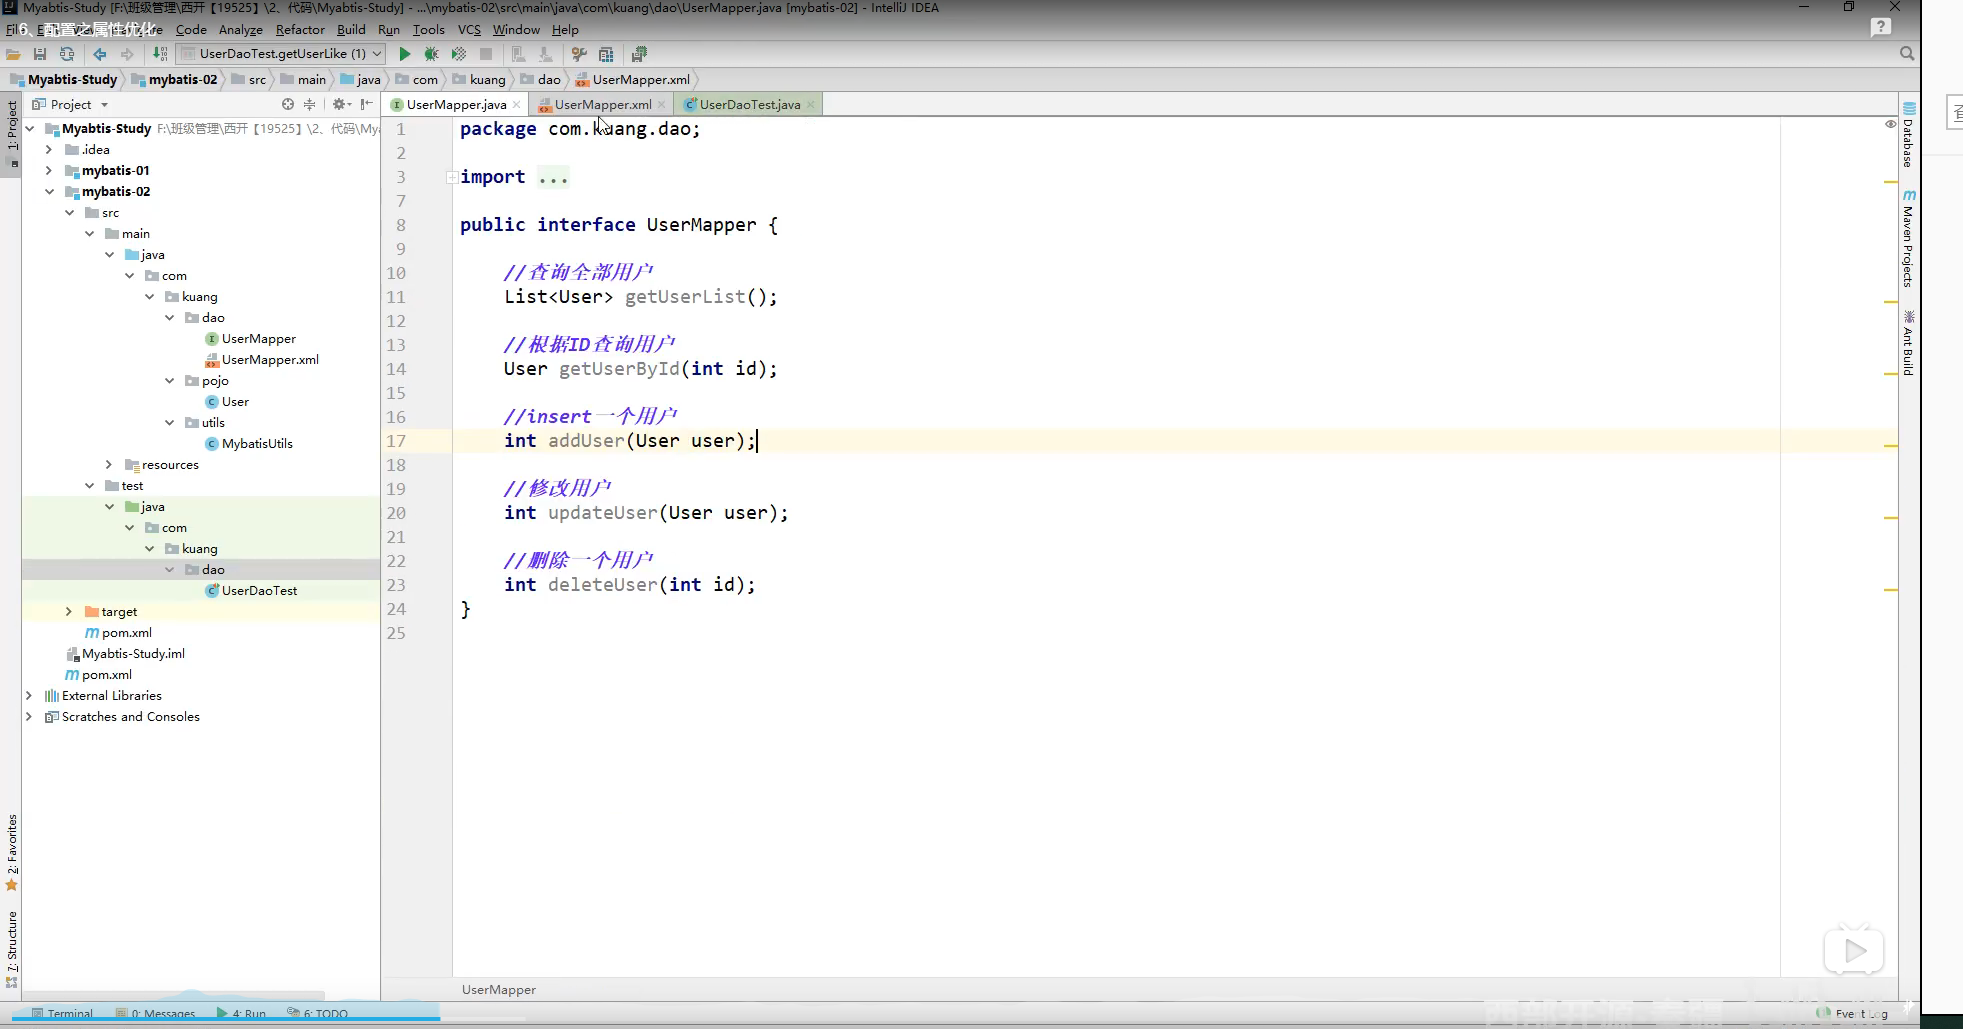 Myabtis-Study [F:\班级管理\西开【19525】\2、代码\Myabtis-Study] - ...\mybatis-02\src\main\java\com\kuang\dao\UserMapper.java [mybatis-02] - IntelliJ IDEA
6、配置之属性优化
Code Analyze Refactor Build Run Tools VCS Window Help
UserDaoTest.getUserLike (1)
Myabtis-Study mybatis-02 src main java com kuang dao UserMapper.xml
Project
UserMapper.java UserMapper.xml UserDaoTest.java
1: Project
Myabtis-Study F:\班级管理\西开【19525】\2、代码\Mya
.idea
mybatis-01
mybatis-02
src
main
java
com
kuang
dao
UserMapper
UserMapper.xml
pojo
User
utils
MybatisUtils
resources
test
java
com
kuang
dao
UserDaoTest
target
pom.xml
Myabtis-Study.iml
pom.xml
External Libraries
Scratches and Consoles
2: Favorites
7: Structure
1 package com.kuang.dao;
2
3 import ...
7
8 public interface UserMapper {
9
10 //查询全部用户
11 List<User> getUserList();
12
13 //根据ID查询用户
14 User getUserById(int id);
15
16 //insert一个用户
17 int addUser(User user);
18
19 //修改用户
20 int updateUser(User user);
21
22 //删除一个用户
23 int deleteUser(int id);
24 }
25
UserMapper
Database
Maven Projects
Ant Build
Terminal 0: Messages 4: Run 6: TODO
Event Log